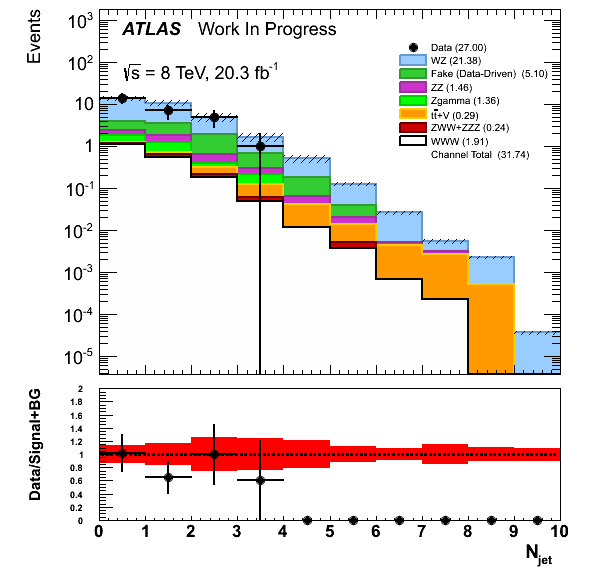 Events
ATLAS Work In Progress
√s = 8 TeV, 20.3 fb⁻¹
Data (27.00)
WZ (21.38)
Fake (Data-Driven) (5.10)
ZZ (1.46)
Zgamma (1.36)
tt̄+V (0.29)
ZWW+ZZZ (0.24)
WWW (1.91)
Channel Total (31.74)
10³
10²
10
1
10⁻¹
10⁻²
10⁻³
10⁻⁴
10⁻⁵
Data/Signal+BG
2
1.8
1.6
1.4
1.2
1
0.8
0.6
0.4
0.2
0
0 1 2 3 4 5 6 7 8 9 10
N_jet